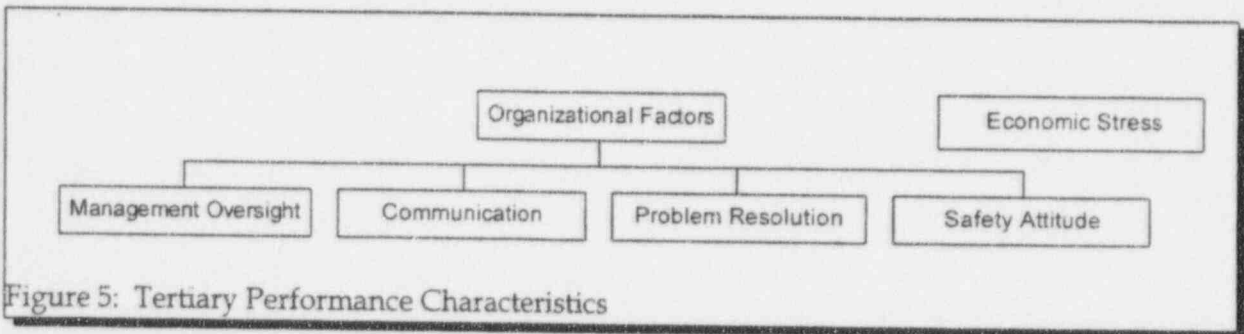 Organizational Factors
Economic Stress
Management Oversight
Communication
Problem Resolution
Safety Attitude
Figure 5: Tertiary Performance Characteristics